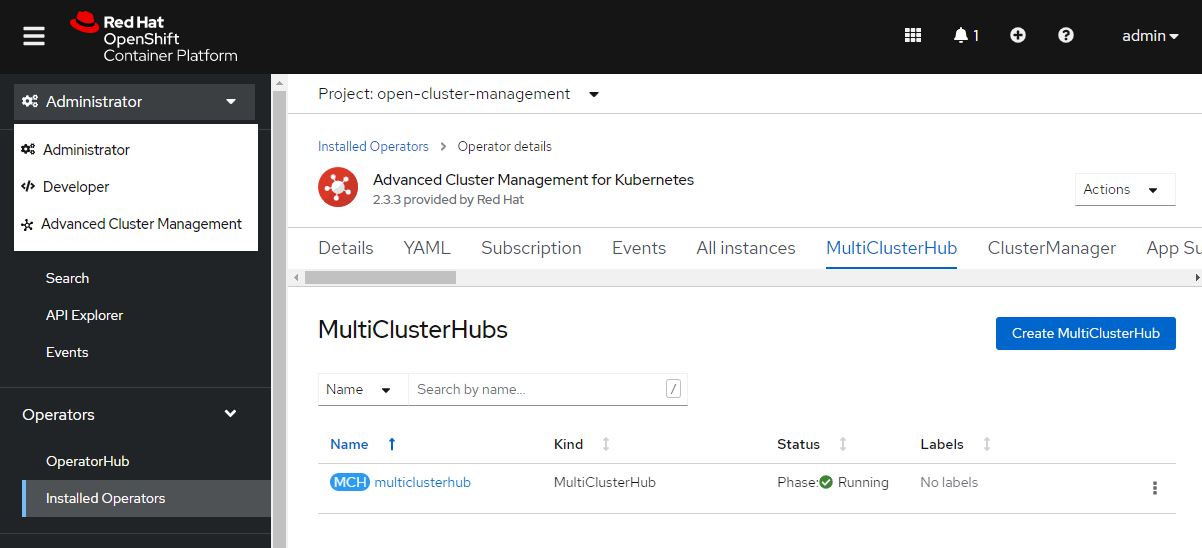 Red Hat
OpenShift
Container Platform
1
admin
Administrator
Administrator
Developer
Advanced Cluster Management
Search
API Explorer
Events
Operators
OperatorHub
Installed Operators
Project: open-cluster-management
Installed Operators > Operator details
Advanced Cluster Management for Kubernetes
2.3.3 provided by Red Hat
Actions
Details YAML Subscription Events All instances MultiClusterHub ClusterManager App Su
MultiClusterHubs
Create MultiClusterHub
Name Search by name... /
Name Kind Status Labels
MCH multiclusterhub MultiClusterHub Phase: Running No labels